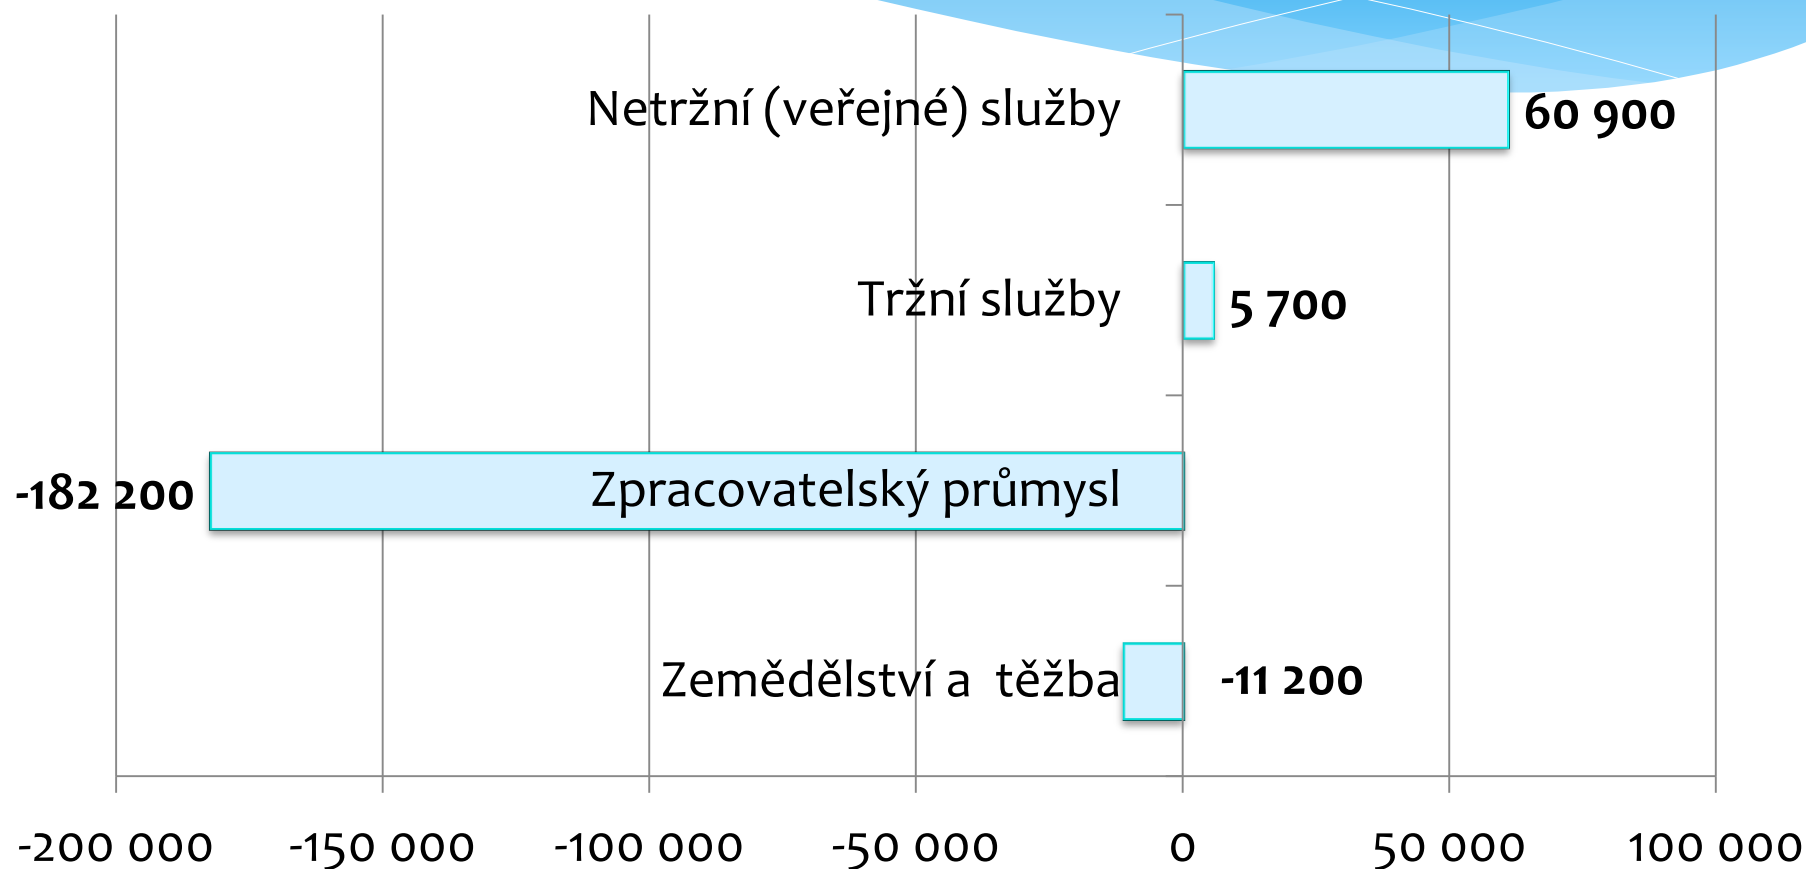 Netržní (veřejné) služby 60 900
Tržní služby 5 700
-182 200 Zpracovatelský průmysl
Zemědělství a  těžba -11 200
-200 000 -150 000 -100 000 -50 000 0 50 000 100 000